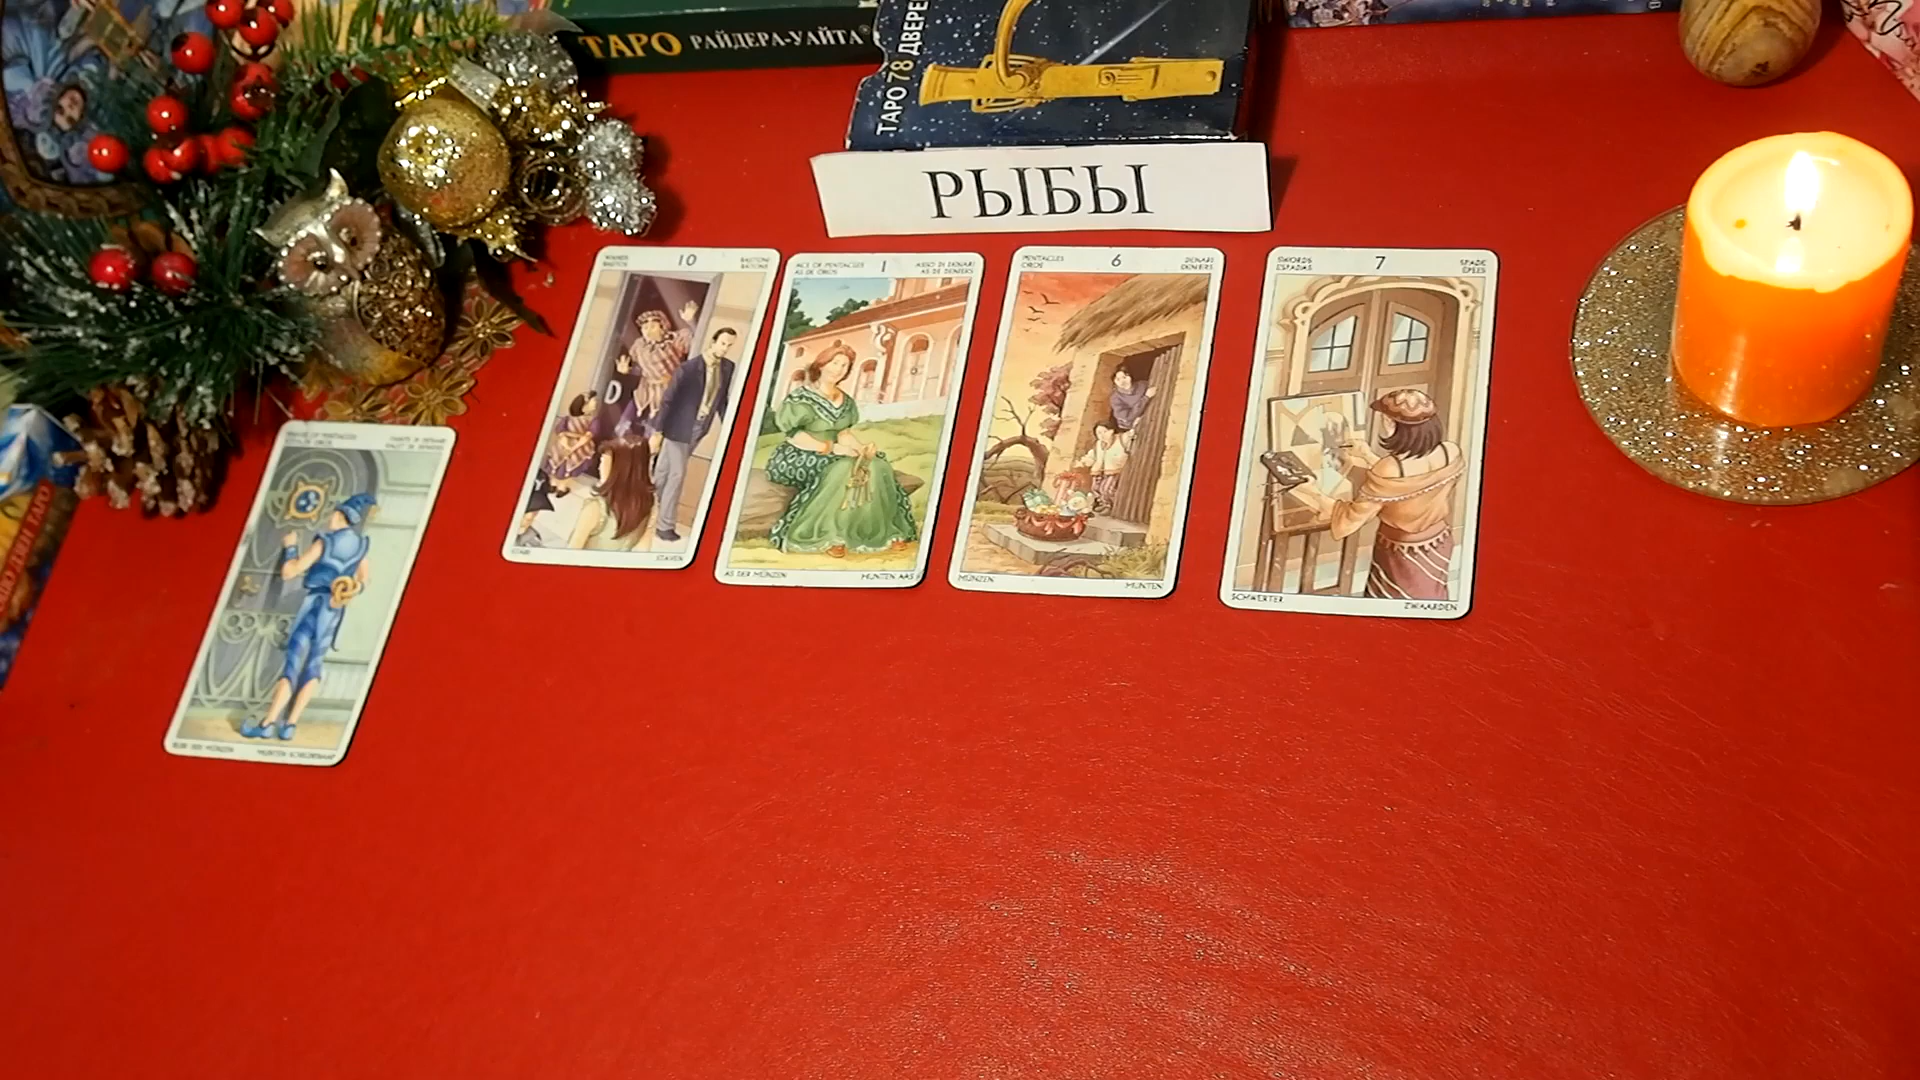 ТАРО РАЙДЕРА-УАЙТА®
ТАРО 78 ДВЕРЕ
РЫБЫ
WANDS
BASTOS
10
BASTONI
BATONS
STABE
STAVEN
ACE OF PENTACLES
AS DE OROS
1
ASSO DI DENARI
AS DE DENIERS
AS DER MÜNZEN
MUNTEN AAS
PENTACLES
OROS
6
DENARI
DENIERS
MÜNZEN
MUNTEN
SWORDS
ESPADAS
7
SPADE
EPEES
SCHWERTER
ZWAARDEN